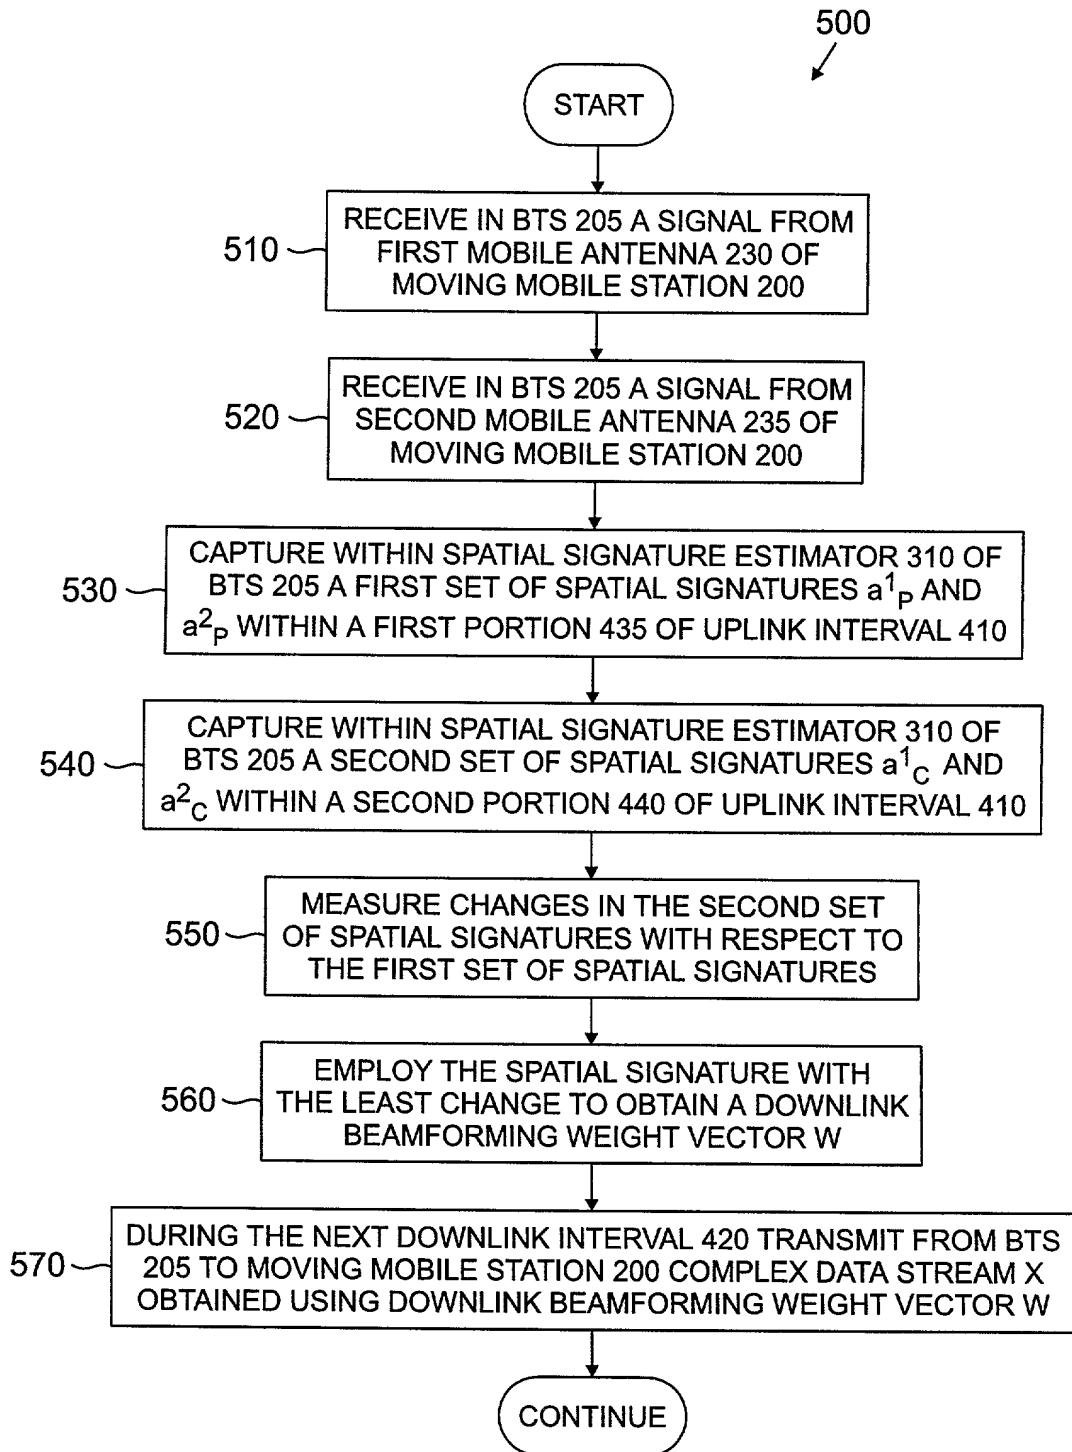 500
START
510
RECEIVE IN BTS 205 A SIGNAL FROM
FIRST MOBILE ANTENNA 230 OF
MOVING MOBILE STATION 200
520
RECEIVE IN BTS 205 A SIGNAL FROM
SECOND MOBILE ANTENNA 235 OF
MOVING MOBILE STATION 200
530
CAPTURE WITHIN SPATIAL SIGNATURE ESTIMATOR 310 OF
BTS 205 A FIRST SET OF SPATIAL SIGNATURES a¹P AND
a²P WITHIN A FIRST PORTION 435 OF UPLINK INTERVAL 410
540
CAPTURE WITHIN SPATIAL SIGNATURE ESTIMATOR 310 OF
BTS 205 A SECOND SET OF SPATIAL SIGNATURES a¹C AND
a²C WITHIN A SECOND PORTION 440 OF UPLINK INTERVAL 410
550
MEASURE CHANGES IN THE SECOND SET
OF SPATIAL SIGNATURES WITH RESPECT TO
THE FIRST SET OF SPATIAL SIGNATURES
560
EMPLOY THE SPATIAL SIGNATURE WITH
THE LEAST CHANGE TO OBTAIN A DOWNLINK
BEAMFORMING WEIGHT VECTOR W
570
DURING THE NEXT DOWNLINK INTERVAL 420 TRANSMIT FROM BTS
205 TO MOVING MOBILE STATION 200 COMPLEX DATA STREAM X
OBTAINED USING DOWNLINK BEAMFORMING WEIGHT VECTOR W
CONTINUE